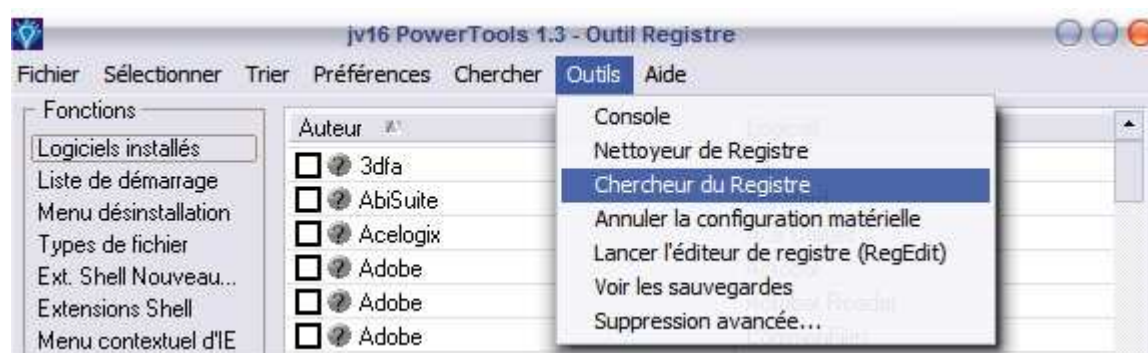 jv16 PowerTools 1.3 - Outil Registre
Fichier Sélectionner Trier Préférences Chercher Outils Aide
Fonctions
Logiciels installés
Liste de démarrage
Menu désinstallation
Types de fichier
Ext. Shell Nouveau...
Extensions Shell
Menu contextuel d'IE
Auteur
3dfa
AbiSuite
Acelogix
Adobe
Adobe
Adobe
Console
Nettoyeur de Registre
Chercheur du Registre
Annuler la configuration matérielle
Lancer l'éditeur de registre (RegEdit)
Voir les sauvegardes
Suppression avancée...